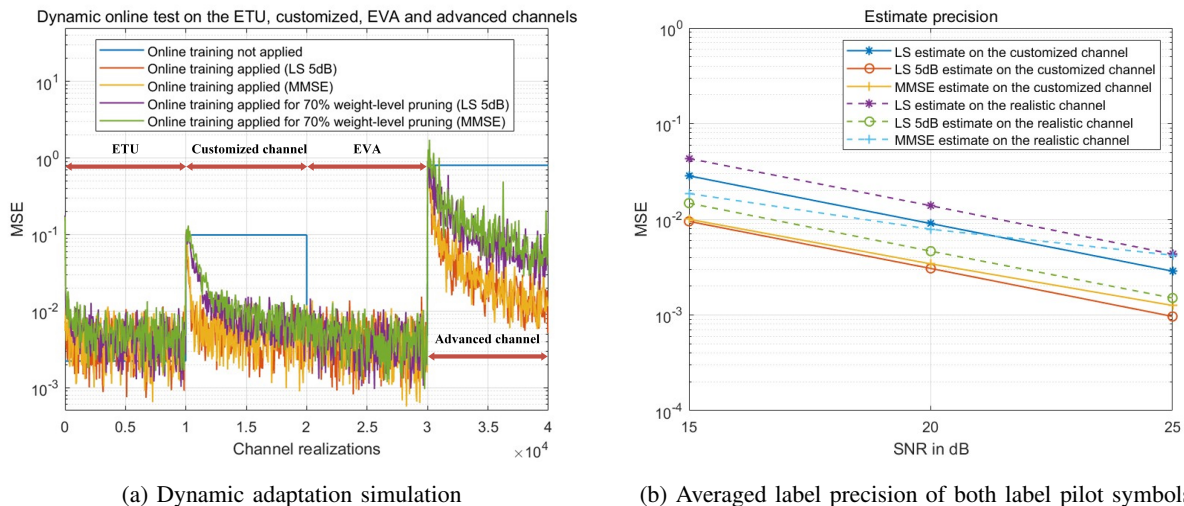 Dynamic online test on the ETU, customized, EVA and advanced channels
Online training not applied
Online training applied (LS 5dB)
Online training applied (MMSE)
Online training applied for 70% weight-level pruning (LS 5dB)
Online training applied for 70% weight-level pruning (MMSE)
ETU
Customized channel
EVA
Advanced channel
MSE
10^1
10^0
10^-1
10^-2
10^-3
0 0.5 1 1.5 2 2.5 3 3.5 4
×10^4
Channel realizations
(a) Dynamic adaptation simulation
Estimate precision
LS estimate on the customized channel
LS 5dB estimate on the customized channel
MMSE estimate on the customized channel
LS estimate on the realistic channel
LS 5dB estimate on the realistic channel
MMSE estimate on the realistic channel
MSE
10^0
10^-1
10^-2
10^-3
10^-4
15 20 25
SNR in dB
(b) Averaged label precision of both label pilot symbols